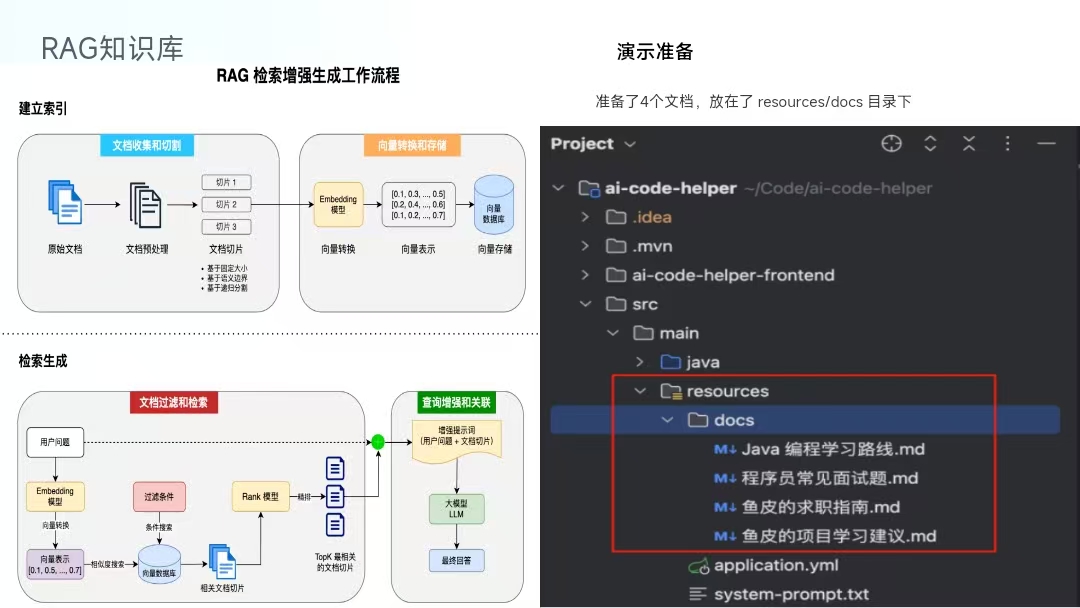 RAG知识库
RAG 检索增强生成工作流程
建立索引
文档收集和切割
原始文档
文档预处理
切片 1
切片 2
切片 3
文档切片
• 基于固定大小
• 基于语义边界
• 基于递归分割
向量转换和存储
Embedding
模型
向量转换
[0.1, 0.3, ..., 0.5]
[0.2, 0.4, ..., 0.6]
[0.1, 0.2, ..., 0.7]
向量表示
向量
数据库
向量存储
检索生成
文档过滤和检索
用户问题
Embedding
模型
向量转换
向量表示
[0.1, 0.5, ..., 0.7]
相似度搜索
过滤条件
条件搜索
向量数据库
相关文档切片
Rank 模型
精排
TopK 最相关
的文档切片
查询增强和关联
增强提示词
(用户问题 + 文档切片)
大模型
LLM
最终回答
演示准备
准备了4个文档，放在了 resources/docs 目录下
Project
ai-code-helper ~/Code/ai-code-helper
.idea
.mvn
ai-code-helper-frontend
src
main
java
resources
docs
M↓ Java 编程学习路线.md
M↓ 程序员常见面试题.md
M↓ 鱼皮的求职指南.md
M↓ 鱼皮的项目学习建议.md
application.yml
system-prompt.txt